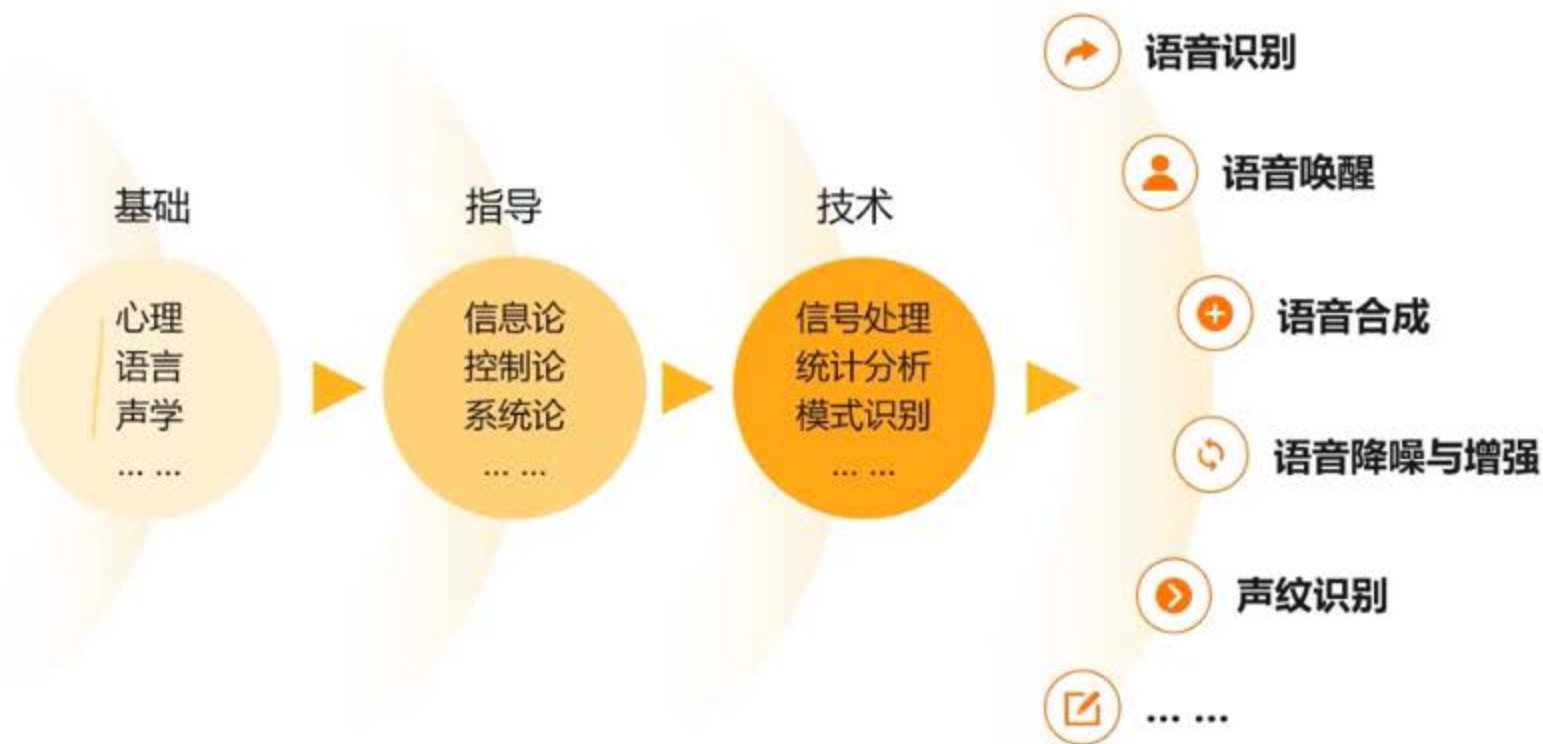 基础
心理
语言
声学
... ...
指导
信息论
控制论
系统论
... ...
技术
信号处理
统计分析
模式识别
... ...
语音识别
语音唤醒
语音合成
语音降噪与增强
声纹识别
... ...